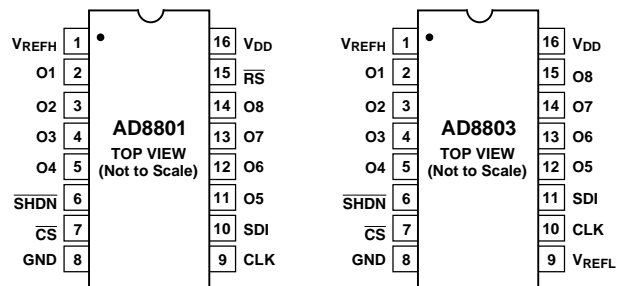 VREFH 1 16 VDD
O1 2 15 RS
O2 3 14 O8
O3 4 13 O7
O4 5 12 O6
SHDN 6 11 O5
CS 7 10 SDI
GND 8 9 CLK
AD8801
TOP VIEW
(Not to Scale)
VREFH 1 16 VDD
O1 2 15 O8
O2 3 14 O7
O3 4 13 O6
O4 5 12 O5
SHDN 6 11 SDI
CS 7 10 CLK
GND 8 9 VREFL
AD8803
TOP VIEW
(Not to Scale)